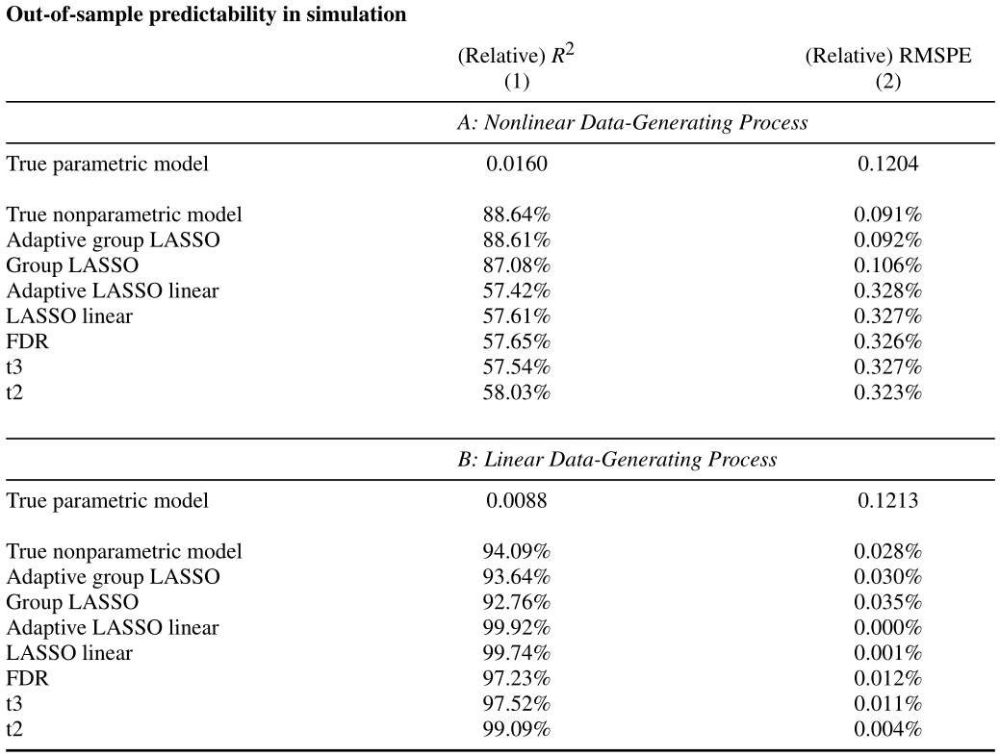 Out-of-sample predictability in simulation
(Relative) R² (Relative) RMSPE
(1) (2)
A: Nonlinear Data-Generating Process
True parametric model 0.0160 0.1204
True nonparametric model 88.64% 0.091%
Adaptive group LASSO 88.61% 0.092%
Group LASSO 87.08% 0.106%
Adaptive LASSO linear 57.42% 0.328%
LASSO linear 57.61% 0.327%
FDR 57.65% 0.326%
t3 57.54% 0.327%
t2 58.03% 0.323%
B: Linear Data-Generating Process
True parametric model 0.0088 0.1213
True nonparametric model 94.09% 0.028%
Adaptive group LASSO 93.64% 0.030%
Group LASSO 92.76% 0.035%
Adaptive LASSO linear 99.92% 0.000%
LASSO linear 99.74% 0.001%
FDR 97.23% 0.012%
t3 97.52% 0.011%
t2 99.09% 0.004%